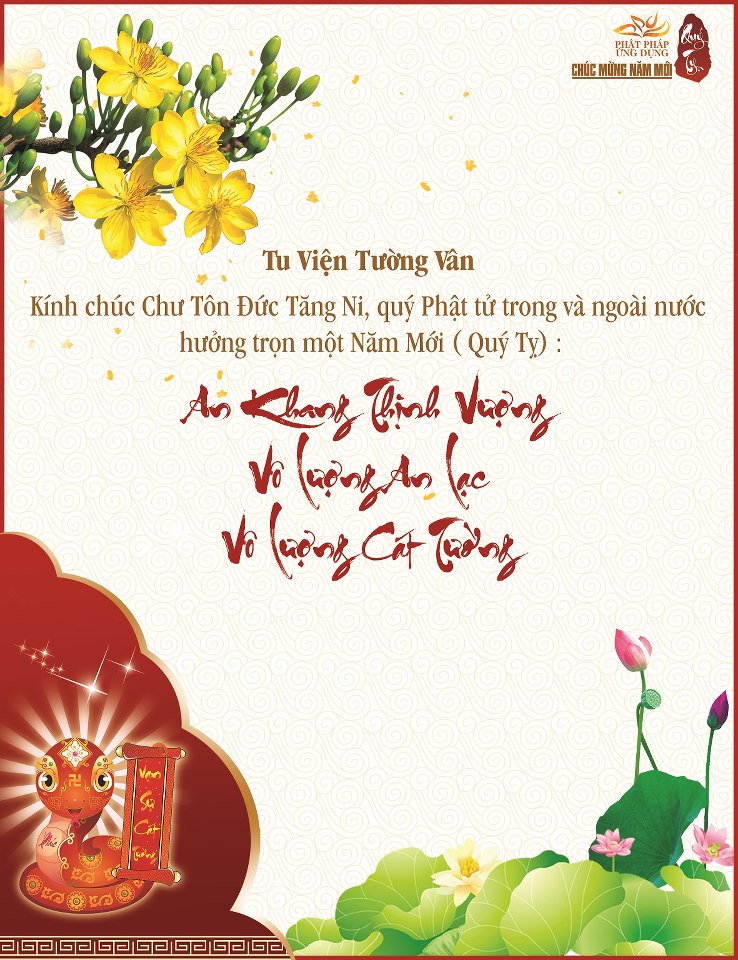 PHẬT PHÁP
ỨNG DỤNG
CHÚC MỪNG NĂM MỚI
Quý
Tỵ
Tu Viện Tường Vân
Kính chúc Chư Tôn Đức Tăng Ni, quý Phật tử trong và ngoài nước
hưởng trọn một Năm Mới ( Quý Tỵ) :
An Khang Thịnh Vượng
Vô Lượng An Lạc
Vô Lượng Cát Tường
Vạn
Sự
Cát
Tường